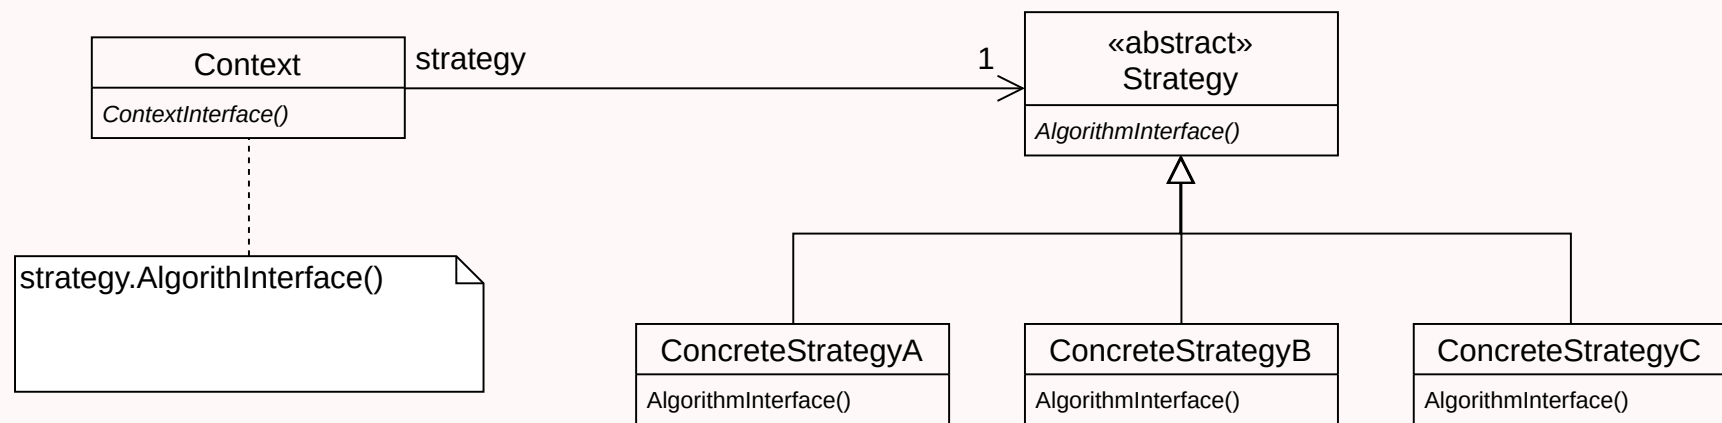 Context
ContextInterface()
strategy
1
«abstract»
Strategy
AlgorithmInterface()
strategy.AlgorithInterface()
ConcreteStrategyA
AlgorithmInterface()
ConcreteStrategyB
AlgorithmInterface()
ConcreteStrategyC
AlgorithmInterface()